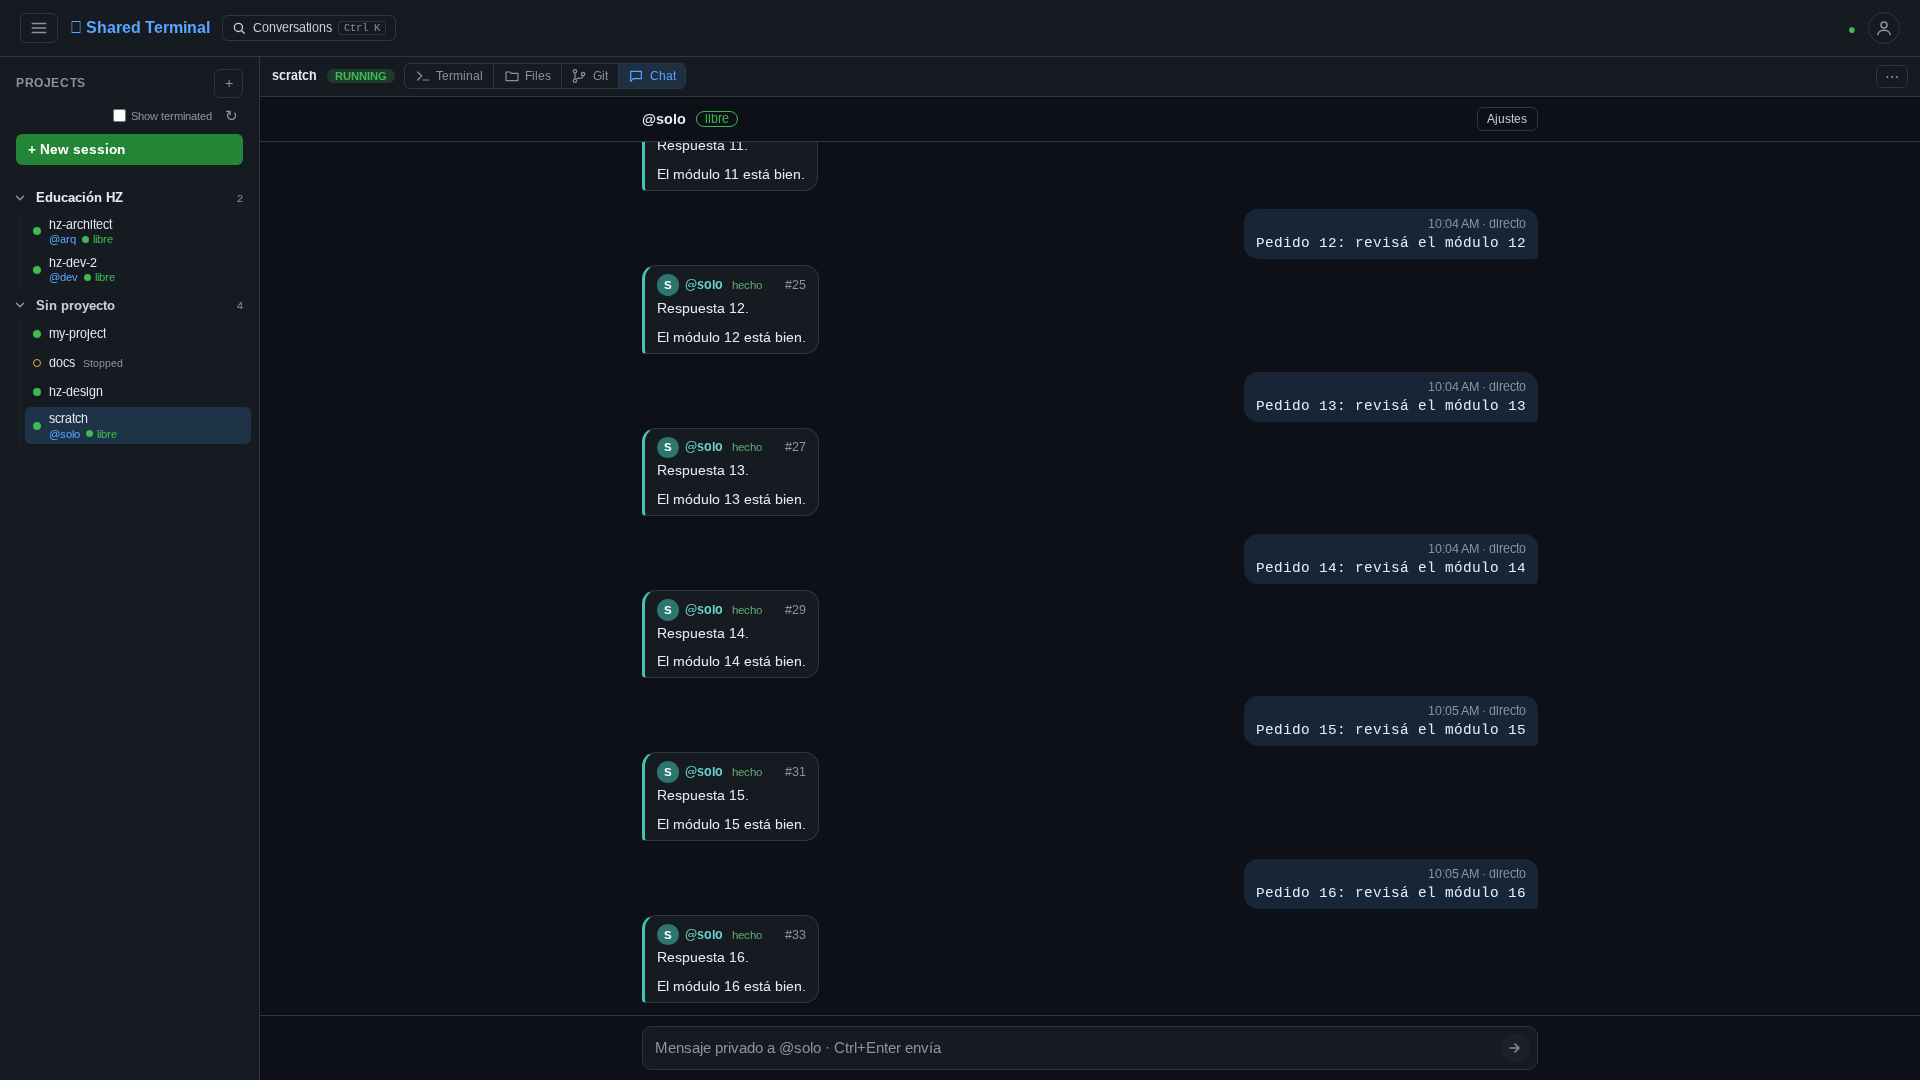 Shared Terminal
Conversations Ctrl K
PROJECTS
+
Show terminated
+ New session
Educación HZ 2
hz-architect
@arq libre
hz-dev-2
@dev libre
Sin proyecto 4
my-project
docs Stopped
hz-design
scratch
@solo libre
scratch RUNNING Terminal Files Git Chat
@solo libre Ajustes
Respuesta 11.
El módulo 11 está bien.
10:04 AM · directo
Pedido 12: revisá el módulo 12
S @solo hecho #25
Respuesta 12.
El módulo 12 está bien.
10:04 AM · directo
Pedido 13: revisá el módulo 13
S @solo hecho #27
Respuesta 13.
El módulo 13 está bien.
10:04 AM · directo
Pedido 14: revisá el módulo 14
S @solo hecho #29
Respuesta 14.
El módulo 14 está bien.
10:05 AM · directo
Pedido 15: revisá el módulo 15
S @solo hecho #31
Respuesta 15.
El módulo 15 está bien.
10:05 AM · directo
Pedido 16: revisá el módulo 16
S @solo hecho #33
Respuesta 16.
El módulo 16 está bien.
Mensaje privado a @solo · Ctrl+Enter envía